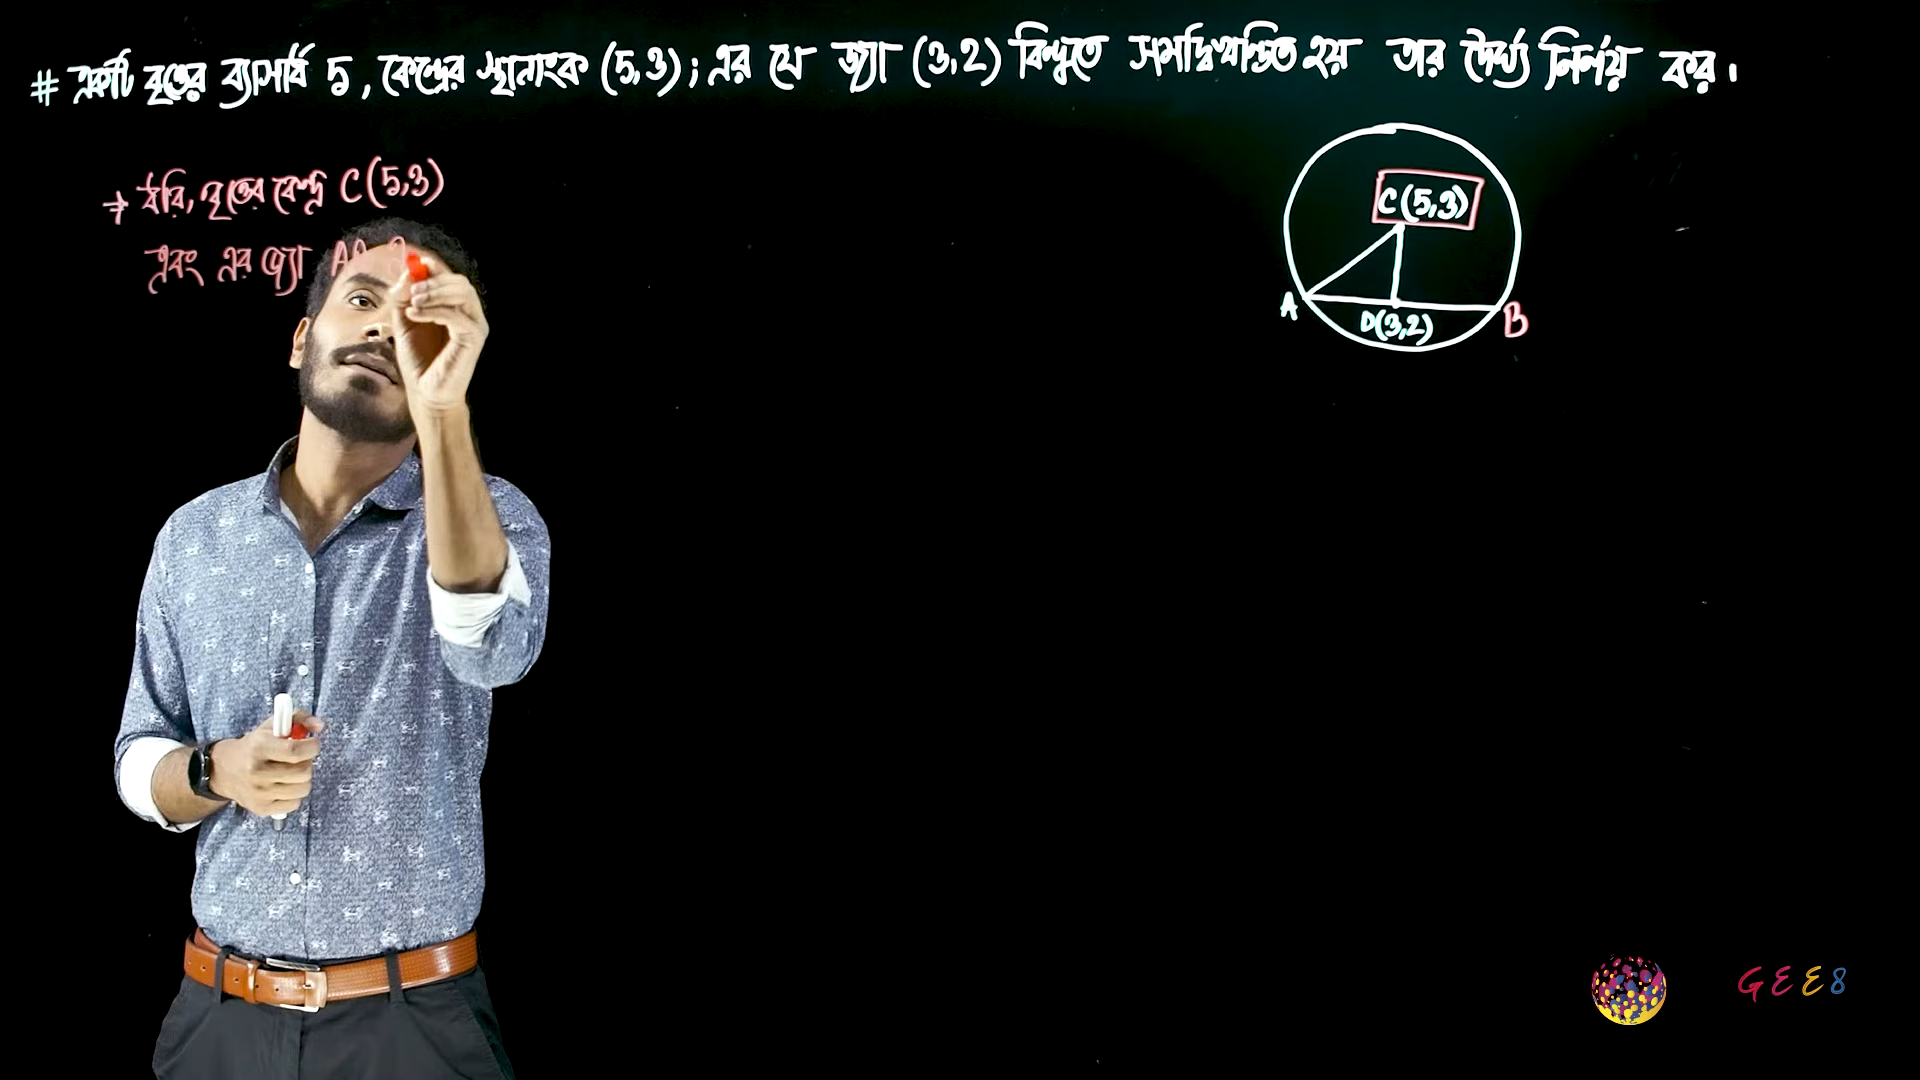 # একটি বৃত্তের ব্যাসার্ধ 5, কেন্দ্রের স্থানাংক (5,3); এর যে জ্যা (3,2) বিন্দুতে সমদ্বিখণ্ডিত হয় তার দৈর্ঘ্য নির্ণয় কর।
→ ধরি, বৃত্তের কেন্দ্র C(5,3)
এবং এর জ্যা
C(5,3)
A
B
D(3,2)
GEE8